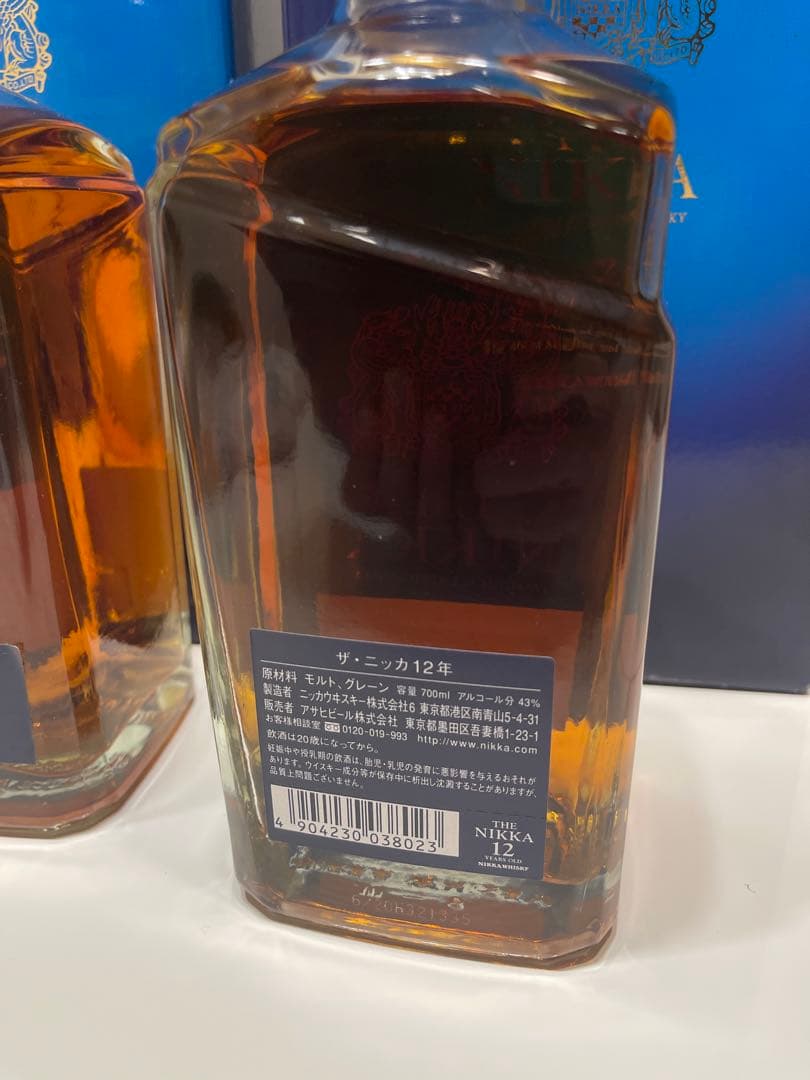 CO.LTD
NIKKA
KY
ザ・ニッカ12年
原材料 モルト、グレーン 容量 700ml アルコール分 43%
製造者 ニッカウヰスキー株式会社6 東京都港区南青山5-4-31
販売者 アサヒビール株式会社 東京都墨田区吾妻橋1-23-1
お客様相談室 0120-019-993 http://www.nikka.com
飲酒は20歳になってから。
妊娠中や授乳期の飲酒は、胎児・乳児の発育に悪影響を与えるおそれが
あります。ウイスキー成分等が保存中に析出し沈澱することがありますが、
品質上問題ございません。
4 904230 038023
THE
NIKKA
12
YEARS OLD
NIKKA WHISKY